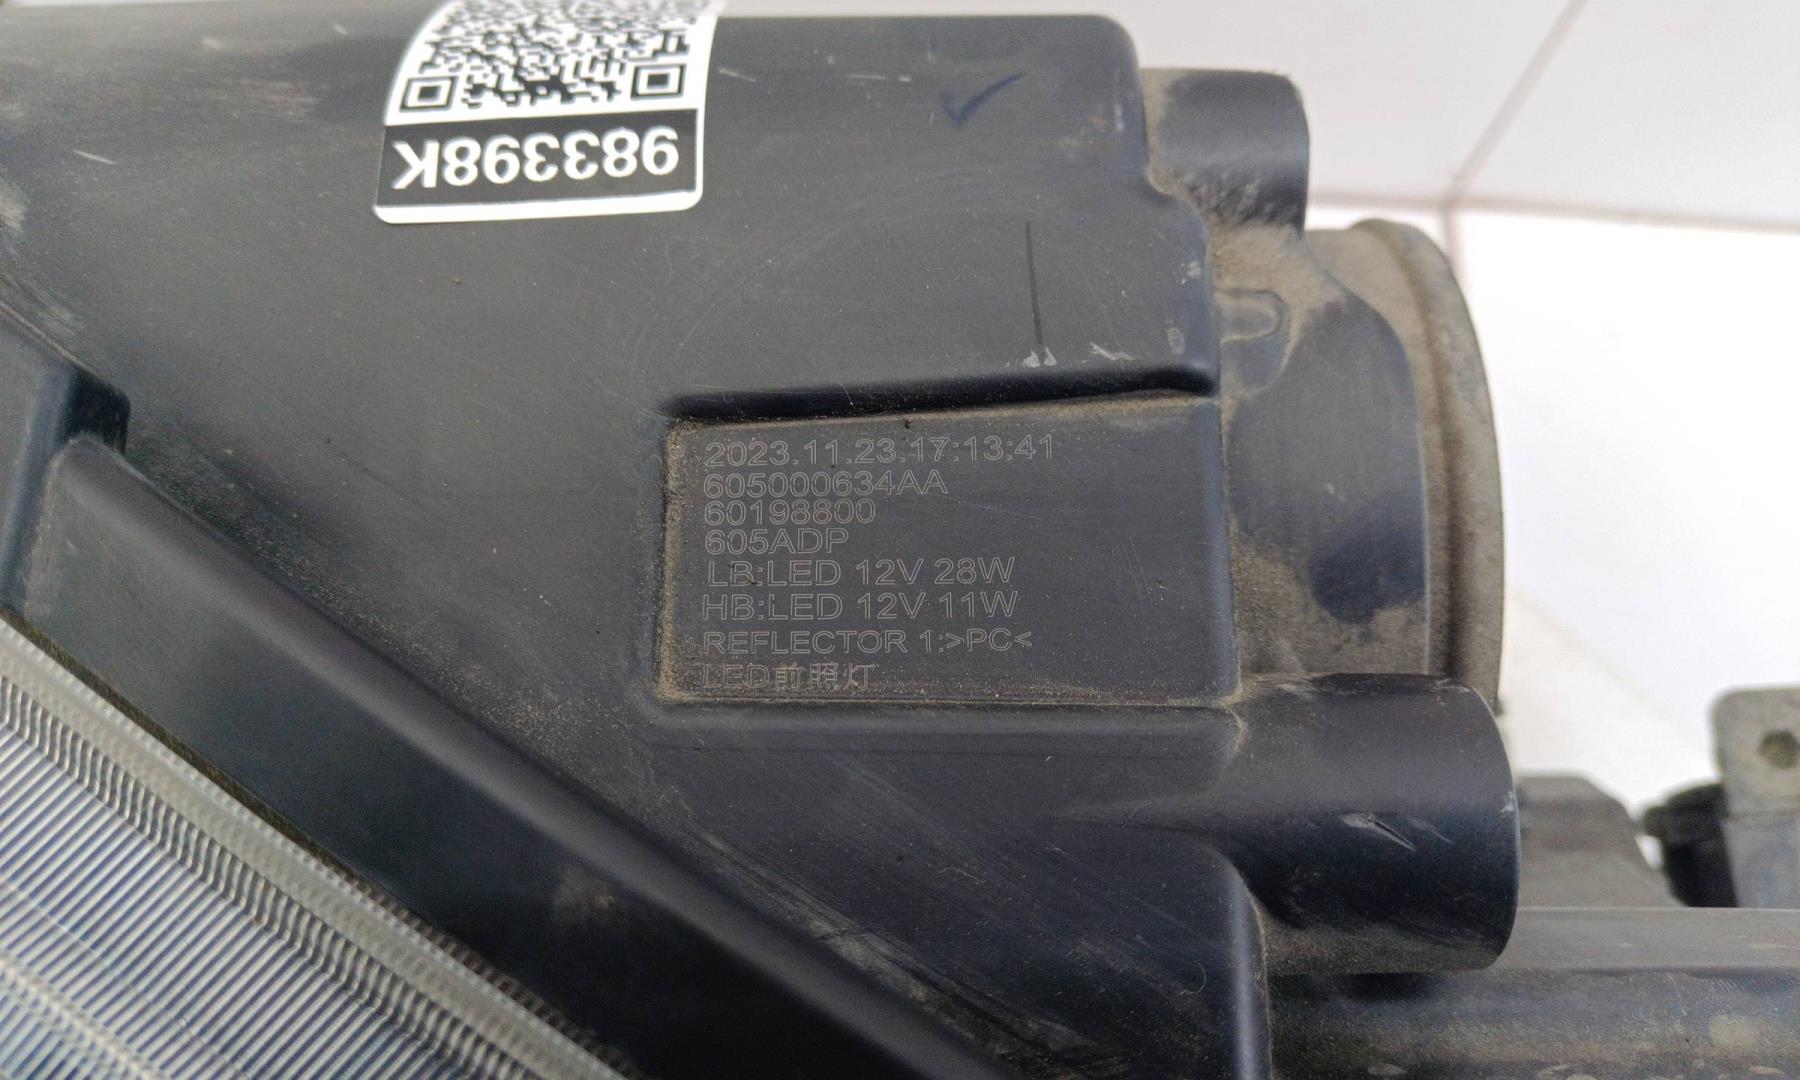 983398K
2023.11.23.17:13:41
605000634AA
60198800
605ADP
LB:LED 12V 28W
HB:LED 12V 11W
REFLECTOR 1:>PC<
LED前照灯